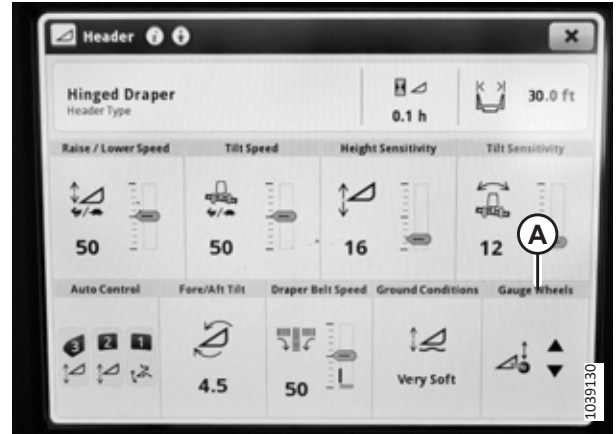 Header
Hinged Draper
Header Type
0.1 h
30.0 ft
Raise / Lower Speed Tilt Speed Height Sensitivity Tilt Sensitivity
50 50 16 12
A
Auto Control Fore/Aft Tilt Draper Belt Speed Ground Conditions Gauge Wheels
3 2 1
4.5 50 Very Soft
1039130